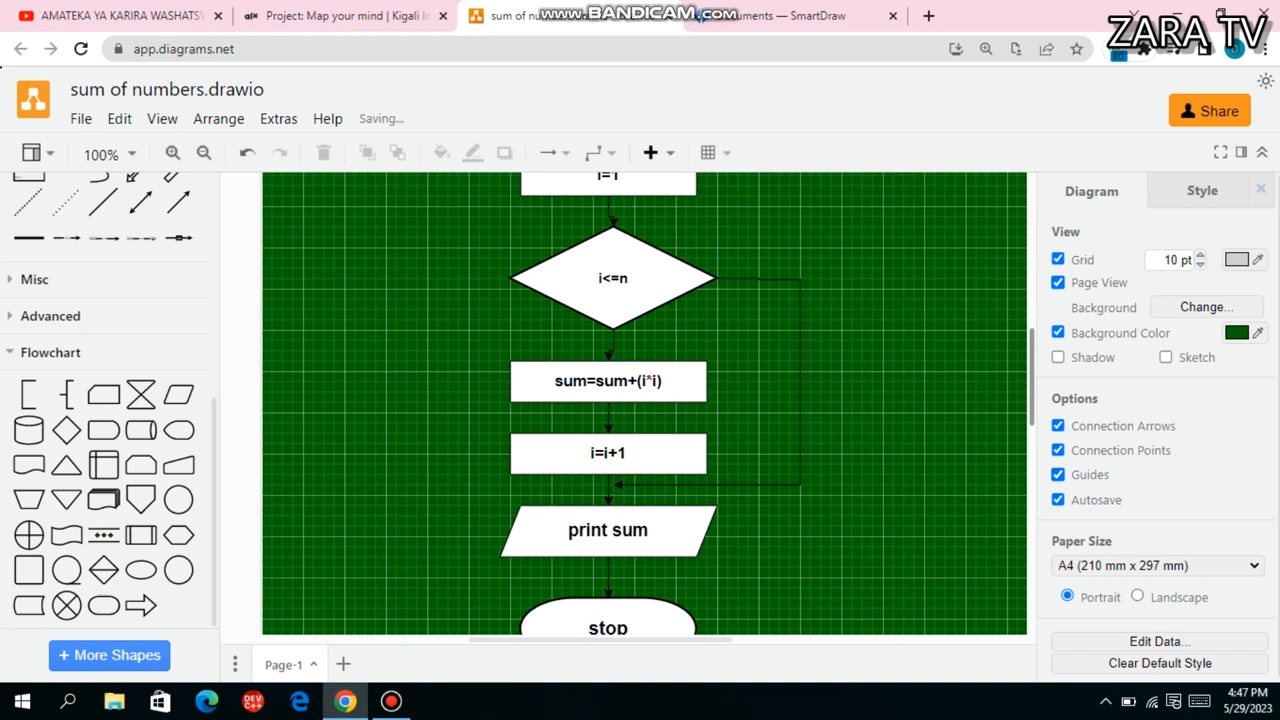 AMATEKA YA KARIRA WASHATS
Project: Map your mind | Kigali In
sum of num
www.BANDICAM.com
cuments — SmartDraw
ZARA TV
app.diagrams.net
sum of numbers.drawio
File Edit View Arrange Extras Help Saving...
Share
100%
Diagram Style
i=1
View
Grid 10 pt
Page View
Background Change...
Background Color
Shadow Sketch
Options
Connection Arrows
Connection Points
Guides
Autosave
Paper Size
A4 (210 mm x 297 mm)
Portrait Landscape
Edit Data...
Clear Default Style
Misc
Advanced
Flowchart
i<=n
sum=sum+(i*i)
i=i+1
print sum
stop
+ More Shapes
Page-1
DEV
C++
4:47 PM
5/29/2023